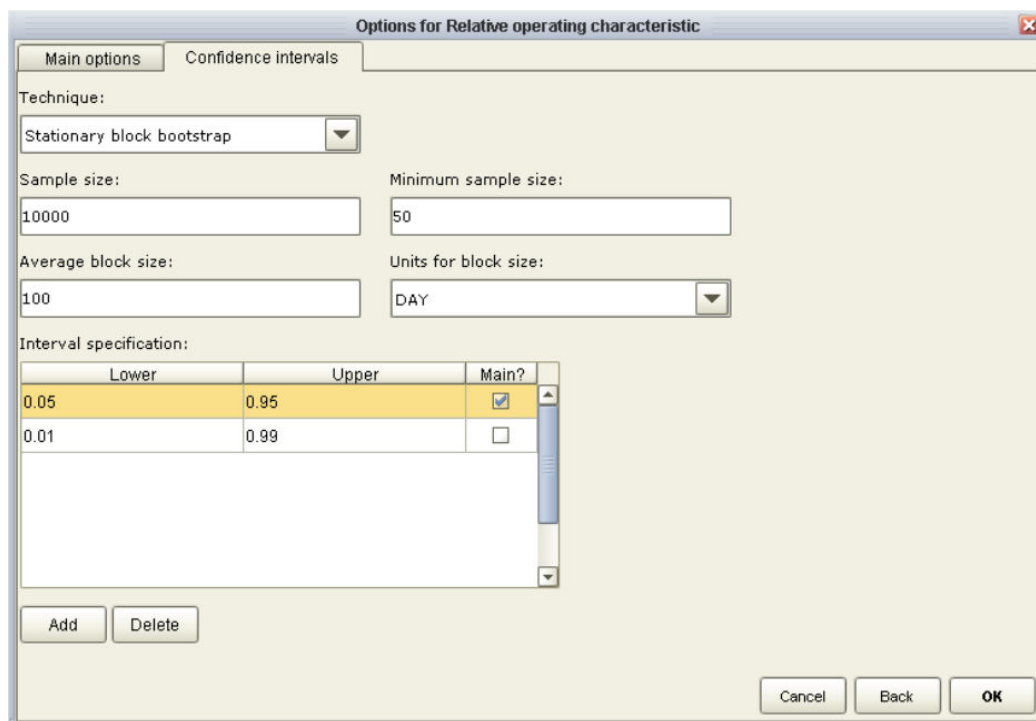 Options for Relative operating characteristic
Main options Confidence intervals
Technique:
Stationary block bootstrap
Sample size: Minimum sample size:
10000 50
Average block size: Units for block size:
100 DAY
Interval specification:
Lower Upper Main?
0.05 0.95
0.01 0.99
Add Delete
Cancel Back OK